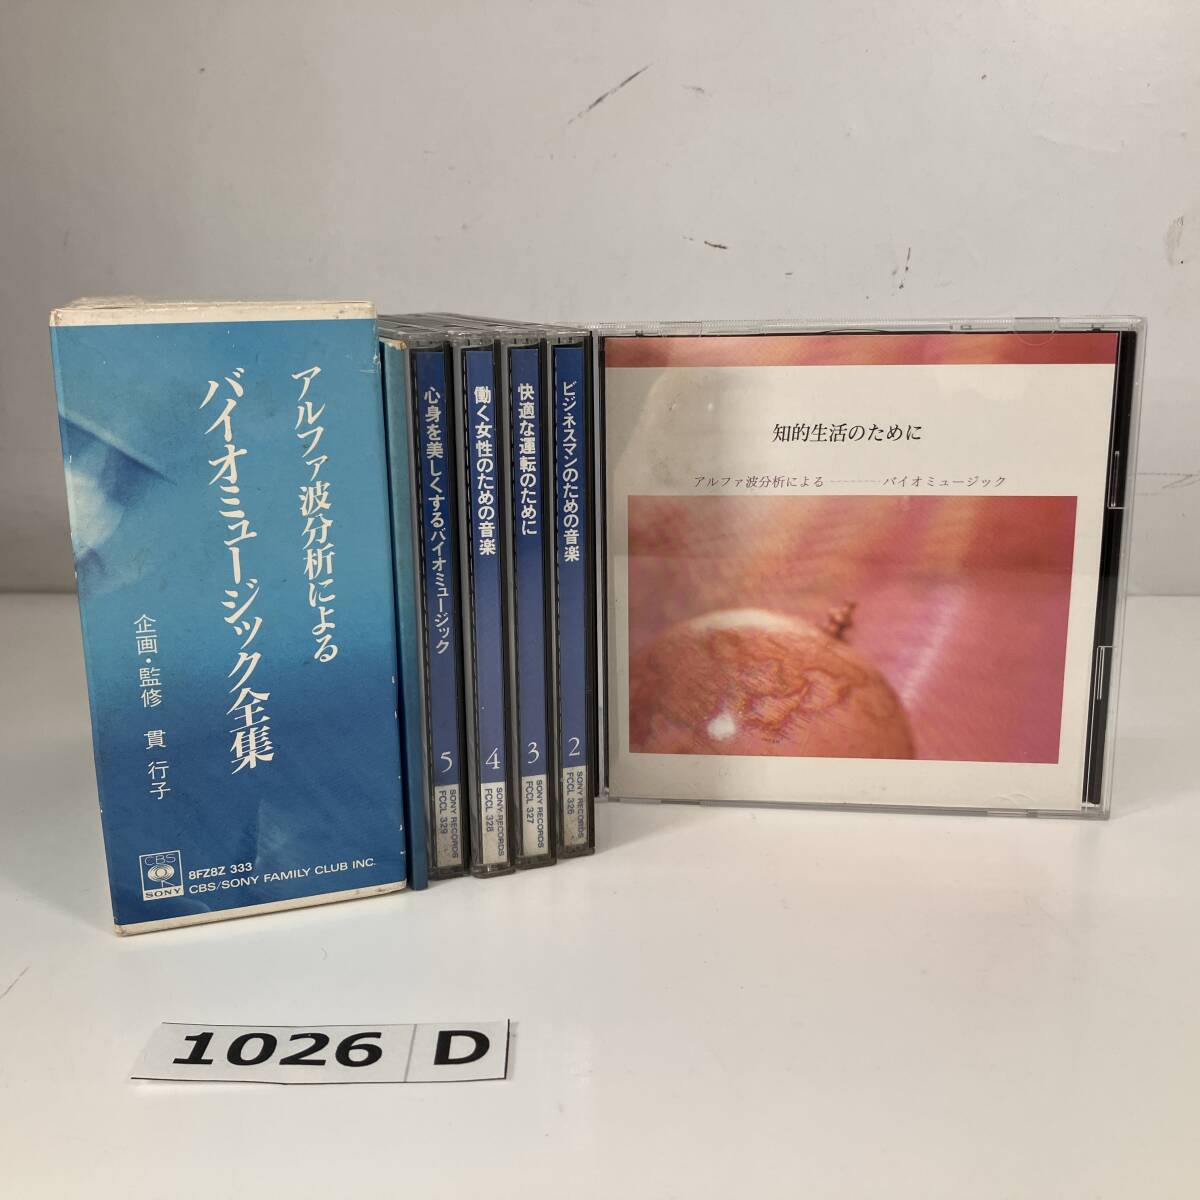 アルファ波分析による
バイオミュージック全集
企画・監修 貫 行子
CBS
SONY
8FZ8Z 333
CBS/SONY FAMILY CLUB INC.
心身を美しくするバイオミュージック
5
SONY RECORDS
FCCL 329
働く女性のための音楽
4
SONY RECORDS
FCCL 328
快適な運転のために
3
SONY RECORDS
FCCL 327
ビジネスマンのための音楽
2
SONY RECORDS
FCCL 326
知的生活のために
アルファ波分析による--------バイオミュージック
1026 D